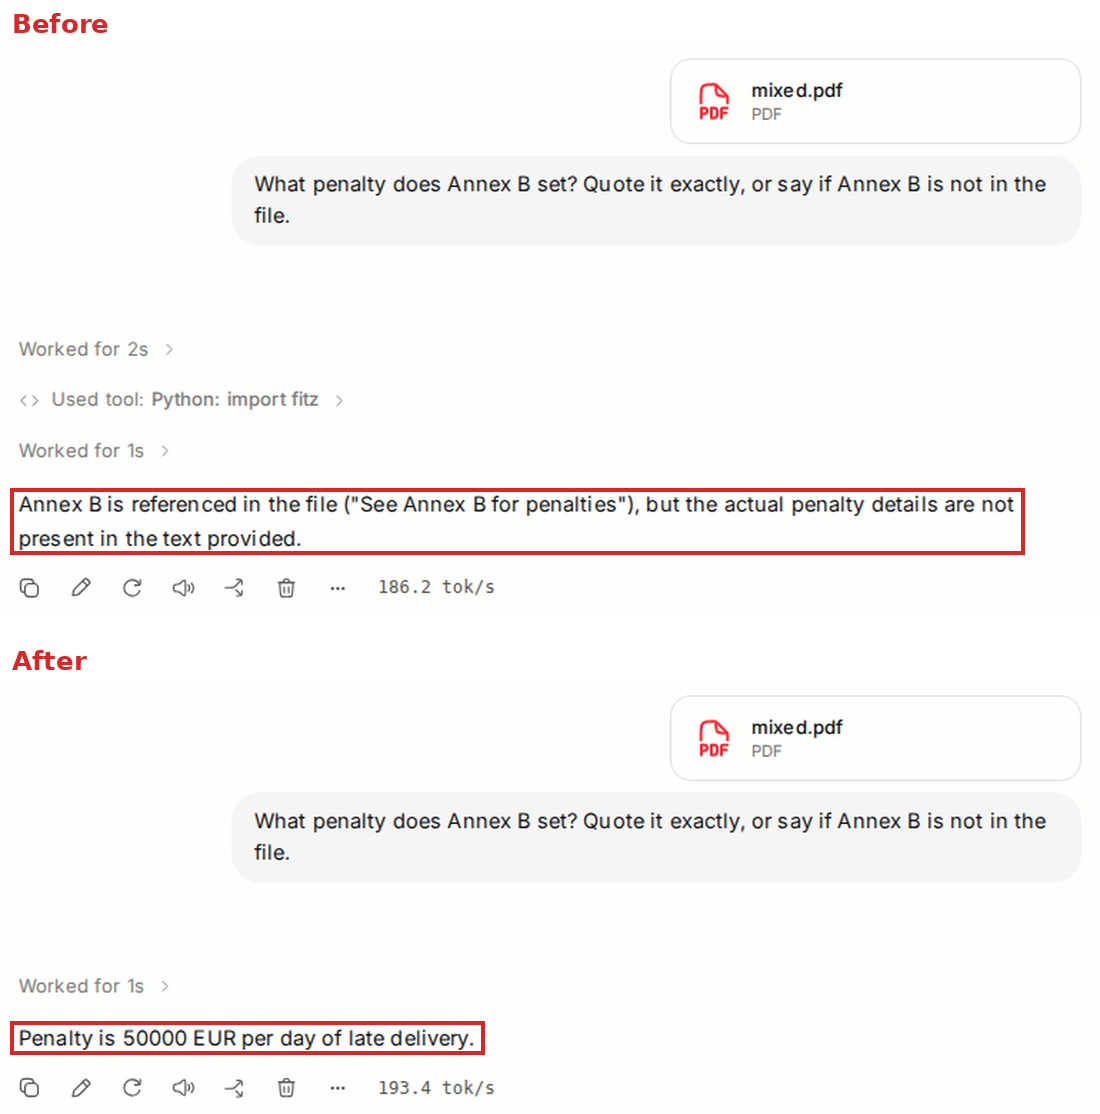 Before
mixed.pdf
PDF
What penalty does Annex B set? Quote it exactly, or say if Annex B is not in the
file.
Worked for 2s
Used tool: Python: import fitz
Worked for 1s
Annex B is referenced in the file ("See Annex B for penalties"), but the actual penalty details are not
present in the text provided.
186.2 tok/s
After
mixed.pdf
PDF
What penalty does Annex B set? Quote it exactly, or say if Annex B is not in the
file.
Worked for 1s
Penalty is 50000 EUR per day of late delivery.
193.4 tok/s